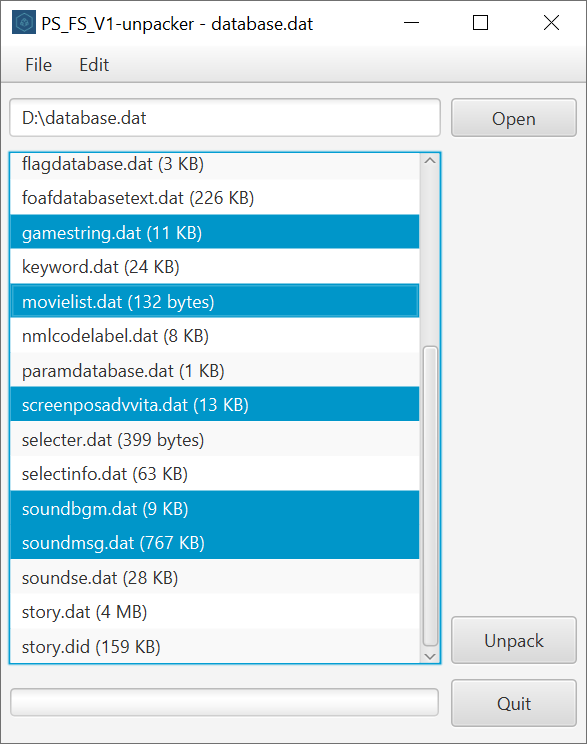 PS_FS_V1-unpacker - database.dat
File Edit
D:\database.dat
Open
flagdatabase.dat (3 KB)
foafdatabasetext.dat (226 KB)
gamestring.dat (11 KB)
keyword.dat (24 KB)
movielist.dat (132 bytes)
nmlcodelabel.dat (8 KB)
paramdatabase.dat (1 KB)
screenposadvvita.dat (13 KB)
selecter.dat (399 bytes)
selectinfo.dat (63 KB)
soundbgm.dat (9 KB)
soundmsg.dat (767 KB)
soundse.dat (28 KB)
story.dat (4 MB)
story.did (159 KB)
Unpack
Quit